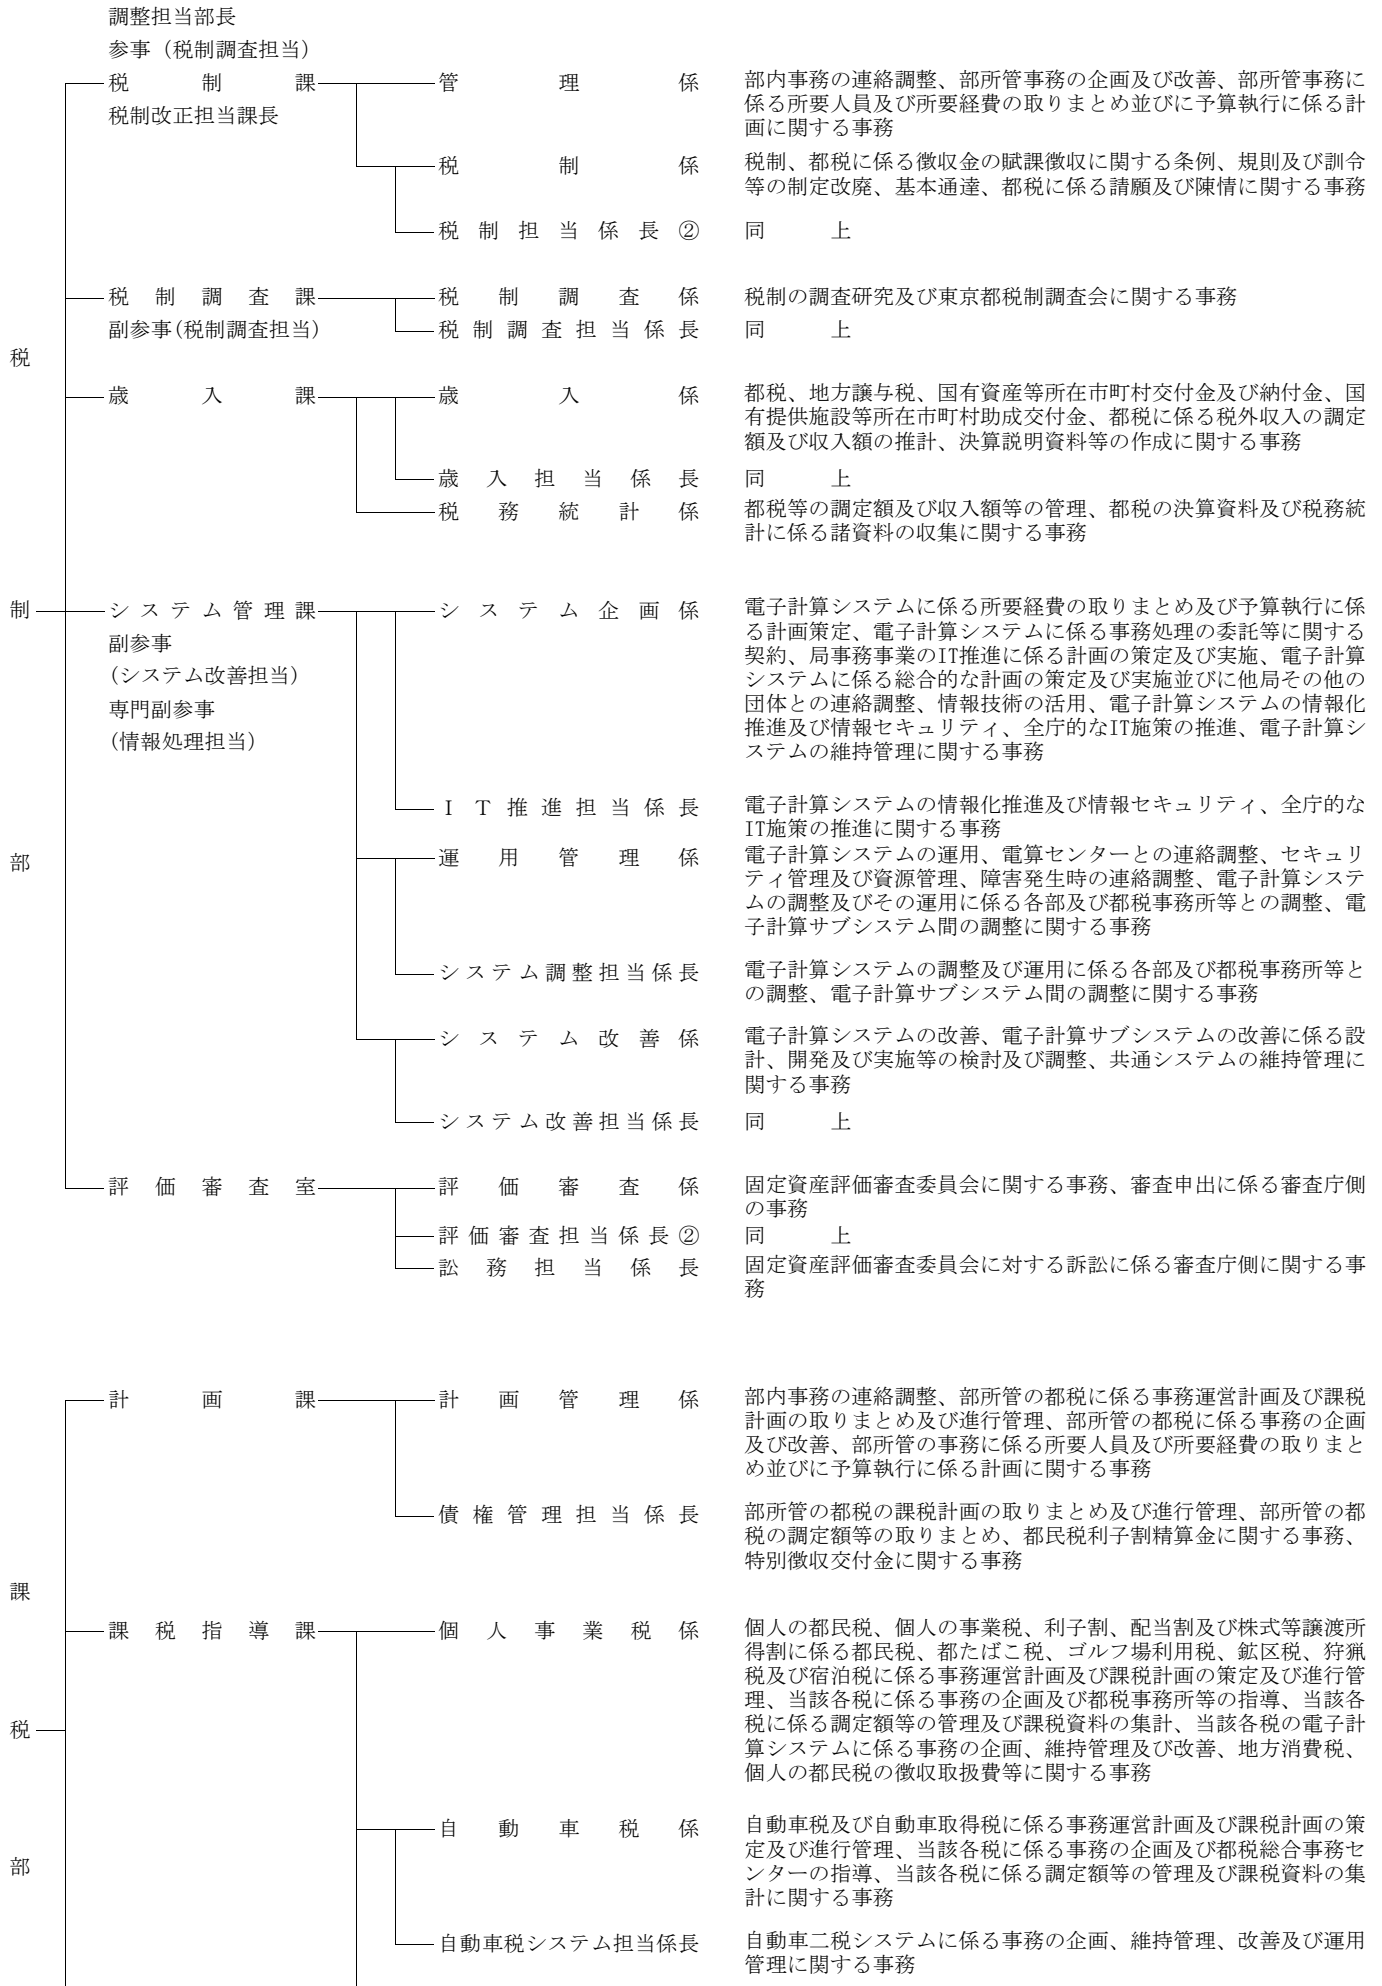 調整担当部長
参事（税制調査担当）
税制部
税制課
税制改正担当課長
管理係
部内事務の連絡調整、部所管事務の企画及び改善、部所管事務に
係る所要人員及び所要経費の取りまとめ並びに予算執行に係る計
画に関する事務
税制係
税制、都税に係る徴収金の賦課徴収に関する条例、規則及び訓令
等の制定改廃、基本通達、都税に係る請願及び陳情に関する事務
税制担当係長②
同上
税制調査課
副参事(税制調査担当)
税制調査係
税制の調査研究及び東京都税制調査会に関する事務
税制調査担当係長
同上
歳入課
歳入係
都税、地方譲与税、国有資産等所在市町村交付金及び納付金、国
有提供施設等所在市町村助成交付金、都税に係る税外収入の調定
額及び収入額の推計、決算説明資料等の作成に関する事務
歳入担当係長
同上
税務統計係
都税等の調定額及び収入額等の管理、都税の決算資料及び税務統
計に係る諸資料の収集に関する事務
システム管理課
副参事
(システム改善担当)
専門副参事
(情報処理担当)
システム企画係
電子計算システムに係る所要経費の取りまとめ及び予算執行に係
る計画策定、電子計算システムに係る事務処理の委託等に関する
契約、局事務事業のIT推進に係る計画の策定及び実施、電子計算
システムに係る総合的な計画の策定及び実施並びに他局その他の
団体との連絡調整、情報技術の活用、電子計算システムの情報化
推進及び情報セキュリティ、全庁的なIT施策の推進、電子計算シ
ステムの維持管理に関する事務
ＩＴ推進担当係長
電子計算システムの情報化推進及び情報セキュリティ、全庁的な
IT施策の推進に関する事務
運用管理係
電子計算システムの運用、電算センターとの連絡調整、セキュリ
ティ管理及び資源管理、障害発生時の連絡調整、電子計算システ
ムの調整及びその運用に係る各部及び都税事務所等との調整、電
子計算サブシステム間の調整に関する事務
システム調整担当係長
電子計算システムの調整及び運用に係る各部及び都税事務所等と
の調整、電子計算サブシステム間の調整に関する事務
システム改善係
電子計算システムの改善、電子計算サブシステムの改善に係る設
計、開発及び実施等の検討及び調整、共通システムの維持管理に
関する事務
システム改善担当係長
同上
評価審査室
評価審査係
固定資産評価審査委員会に関する事務、審査申出に係る審査庁側
の事務
評価審査担当係長②
同上
訟務担当係長
固定資産評価審査委員会に対する訴訟に係る審査庁側に関する事
務
課税部
計画課
計画管理係
部内事務の連絡調整、部所管の都税に係る事務運営計画及び課税
計画の取りまとめ及び進行管理、部所管の都税に係る事務の企画
及び改善、部所管の事務に係る所要人員及び所要経費の取りまと
め並びに予算執行に係る計画に関する事務
債権管理担当係長
部所管の都税の課税計画の取りまとめ及び進行管理、部所管の都
税の調定額等の取りまとめ、都民税利子割精算金に関する事務、
特別徴収交付金に関する事務
課税指導課
個人事業税係
個人の都民税、個人の事業税、利子割、配当割及び株式等譲渡所
得割に係る都民税、都たばこ税、ゴルフ場利用税、鉱区税、狩猟
税及び宿泊税に係る事務運営計画及び課税計画の策定及び進行管
理、当該各税に係る事務の企画及び都税事務所等の指導、当該各
税に係る調定額等の管理及び課税資料の集計、当該各税の電子計
算システムに係る事務の企画、維持管理及び改善、地方消費税、
個人の都民税の徴収取扱費等に関する事務
自動車税係
自動車税及び自動車取得税に係る事務運営計画及び課税計画の策
定及び進行管理、当該各税に係る事務の企画及び都税総合事務セ
ンターの指導、当該各税に係る調定額等の管理及び課税資料の集
計に関する事務
自動車税システム担当係長
自動車二税システムに係る事務の企画、維持管理、改善及び運用
管理に関する事務